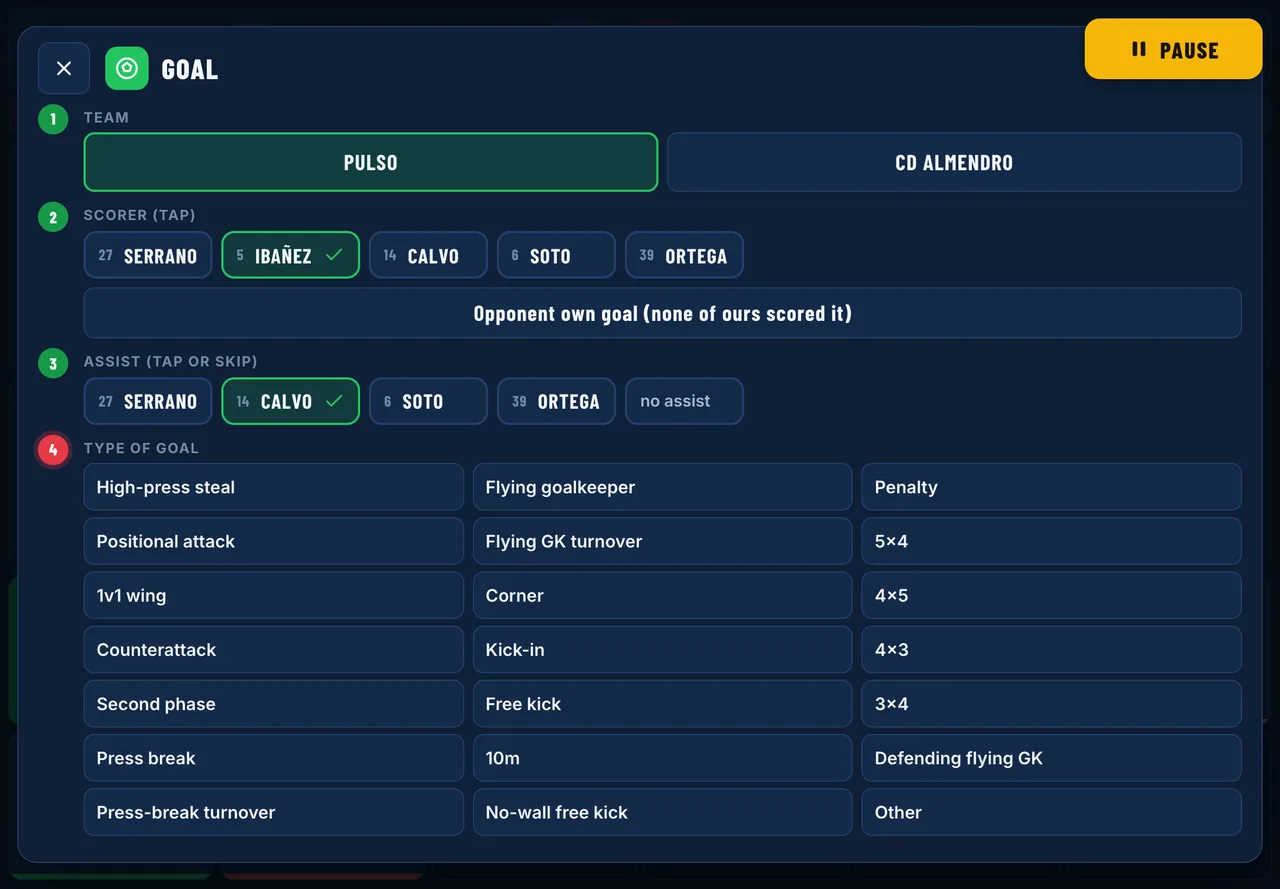 GOAL
PAUSE
1 TEAM
PULSO CD ALMENDRO
2 SCORER (TAP)
27 SERRANO 5 IBAÑEZ 14 CALVO 6 SOTO 39 ORTEGA
Opponent own goal (none of ours scored it)
3 ASSIST (TAP OR SKIP)
27 SERRANO 14 CALVO 6 SOTO 39 ORTEGA no assist
4 TYPE OF GOAL
High-press steal Flying goalkeeper Penalty
Positional attack Flying GK turnover 5×4
1v1 wing Corner 4×5
Counterattack Kick-in 4×3
Second phase Free kick 3×4
Press break 10m Defending flying GK
Press-break turnover No-wall free kick Other